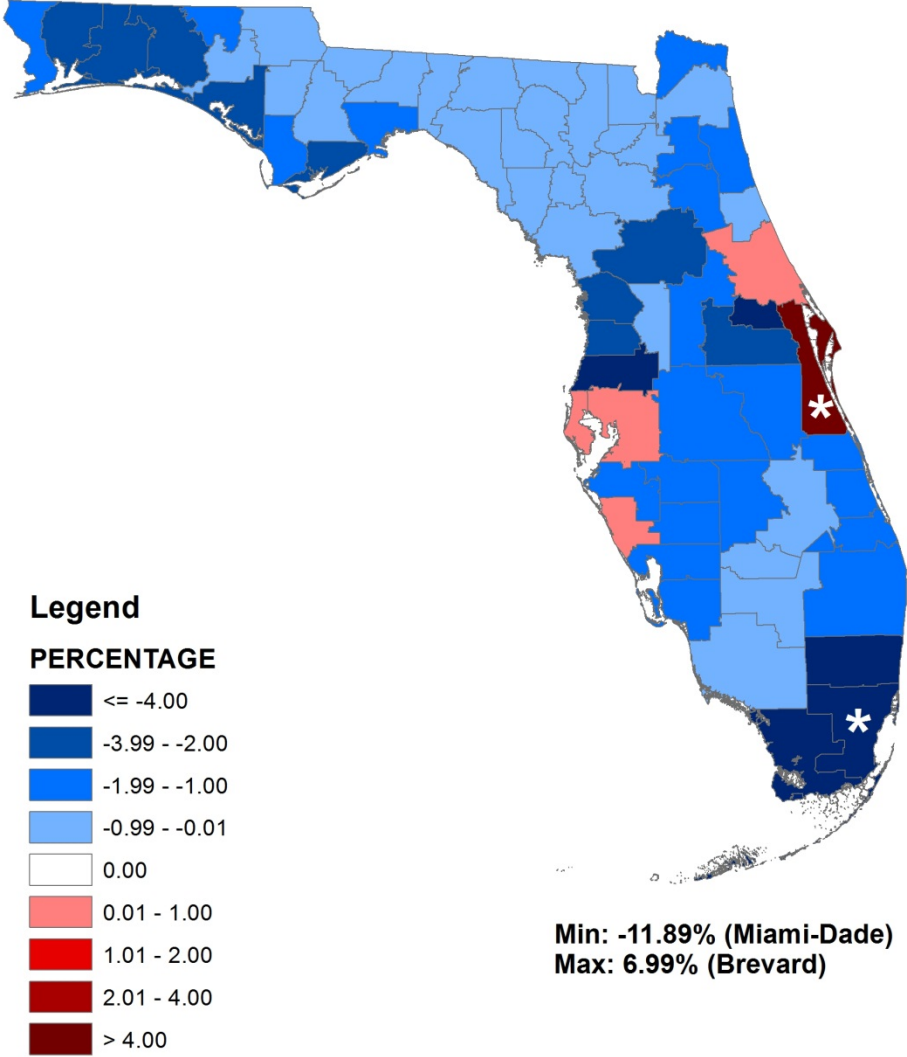 *
*
Legend
PERCENTAGE
<= -4.00
-3.99 - -2.00
-1.99 - -1.00
-0.99 - -0.01
0.00
0.01 - 1.00
1.01 - 2.00
2.01 - 4.00
> 4.00
Min: -11.89% (Miami-Dade)
Max: 6.99% (Brevard)